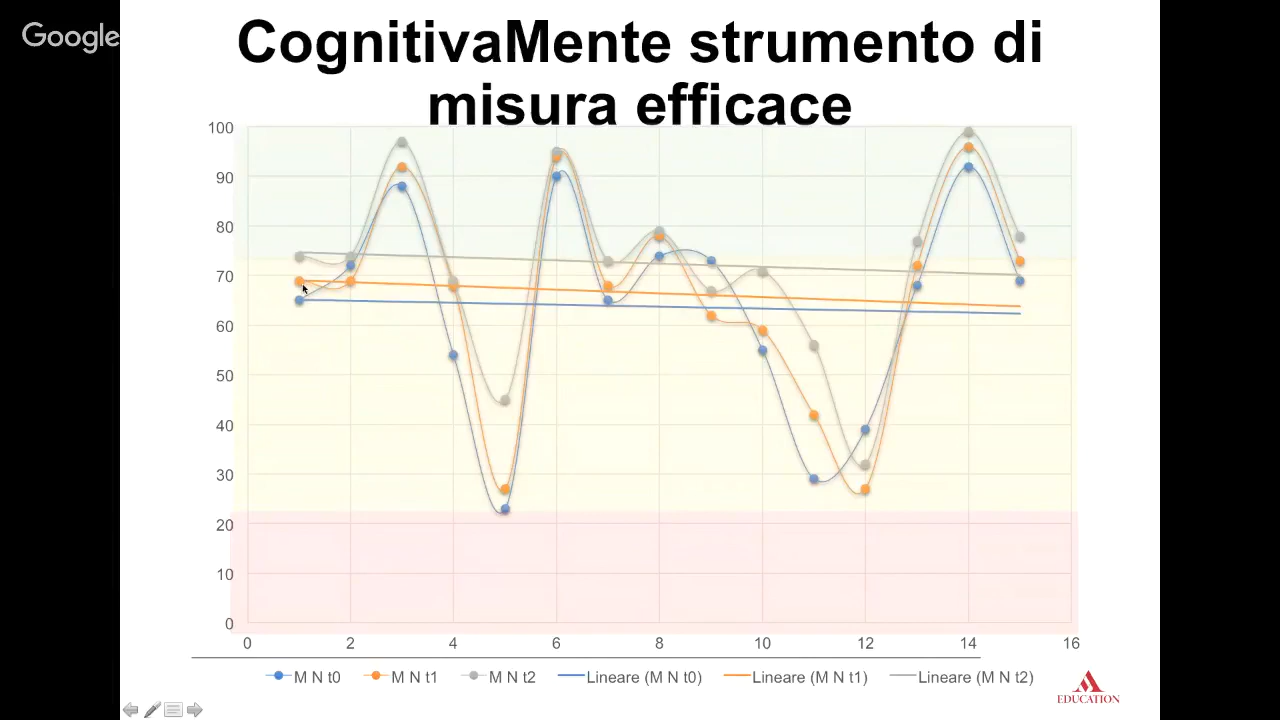 Google
CognitivaMente strumento di
misura efficace
100
90
80
70
60
50
40
30
20
10
0
0 2 4 6 8 10 12 14 16
M N t0 M N t1 M N t2 Lineare (M N t0) Lineare (M N t1) Lineare (M N t2)
EDUCATION